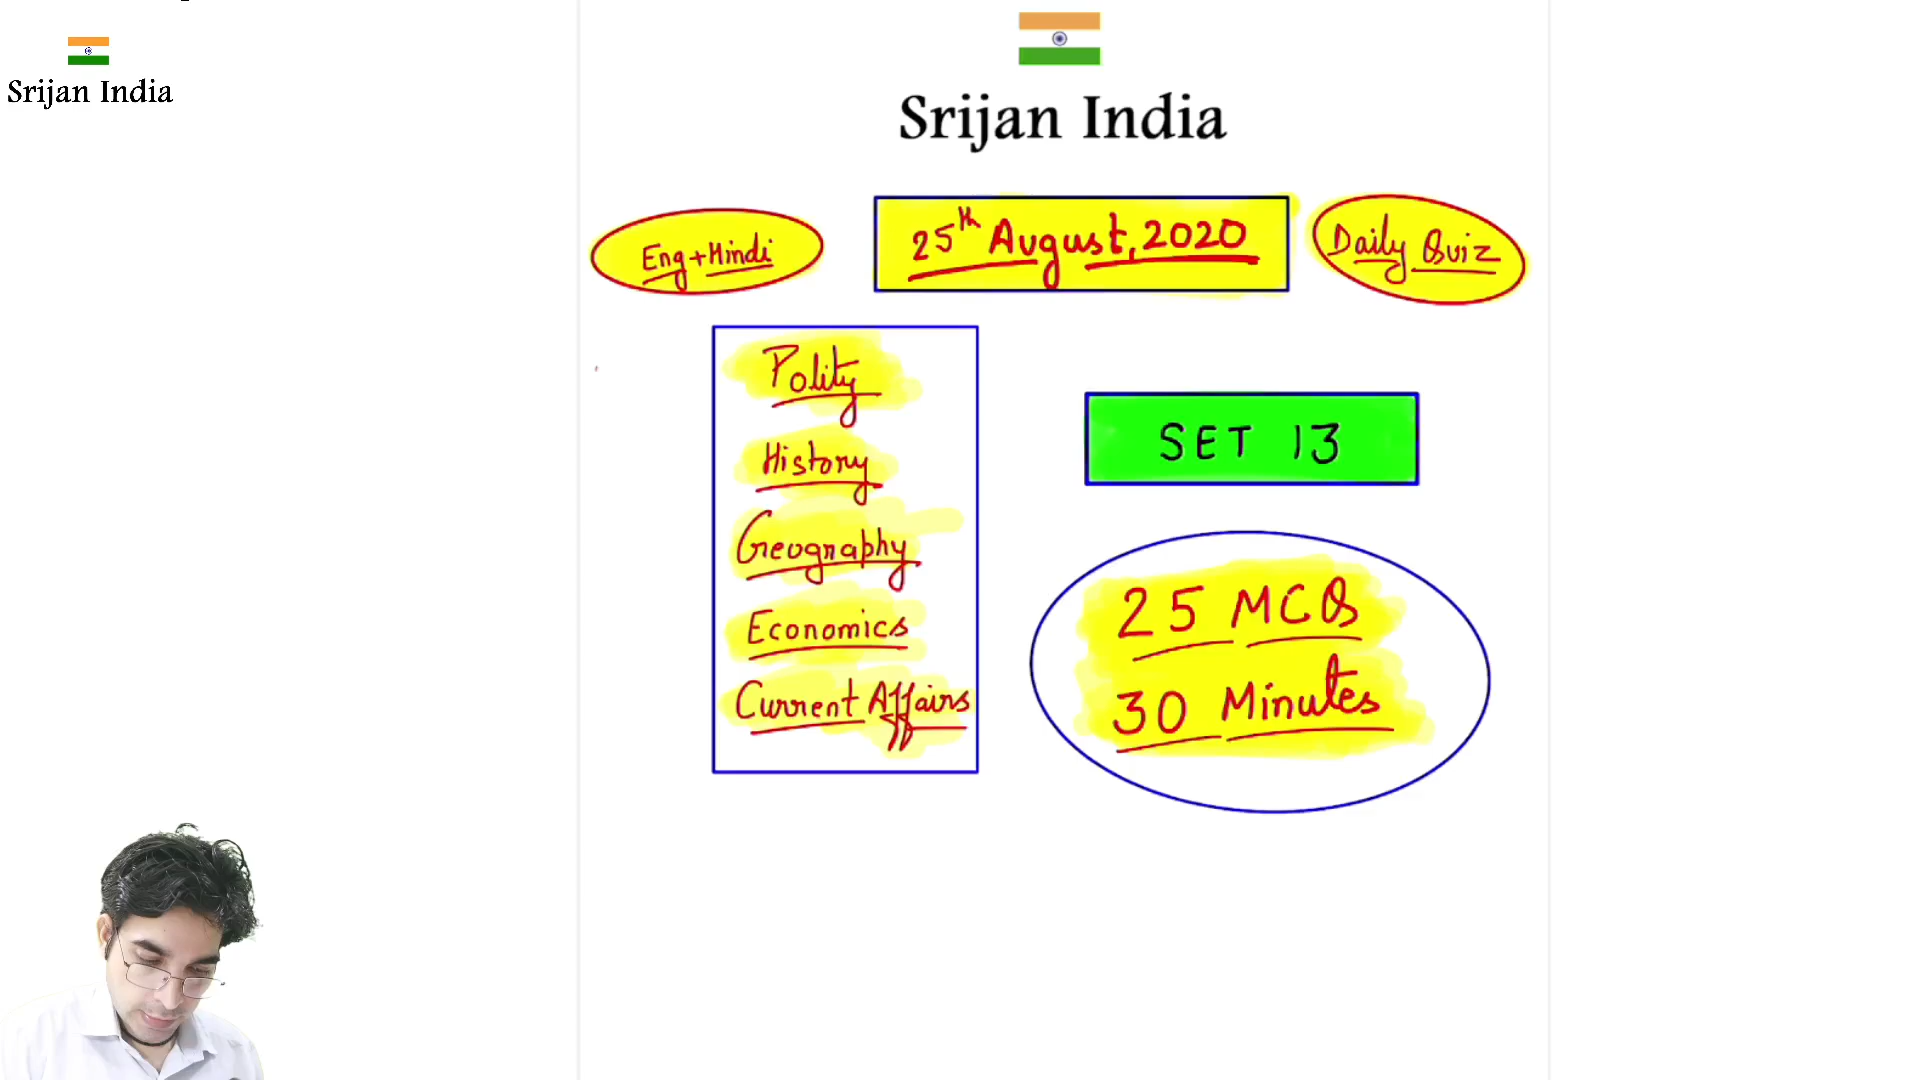 Srijan India
Srijan India
Eng + Hindi
25th August, 2020
Daily Quiz
Polity
History
Geography
Economics
Current Affairs
SET 13
25 MCQ
30 Minutes